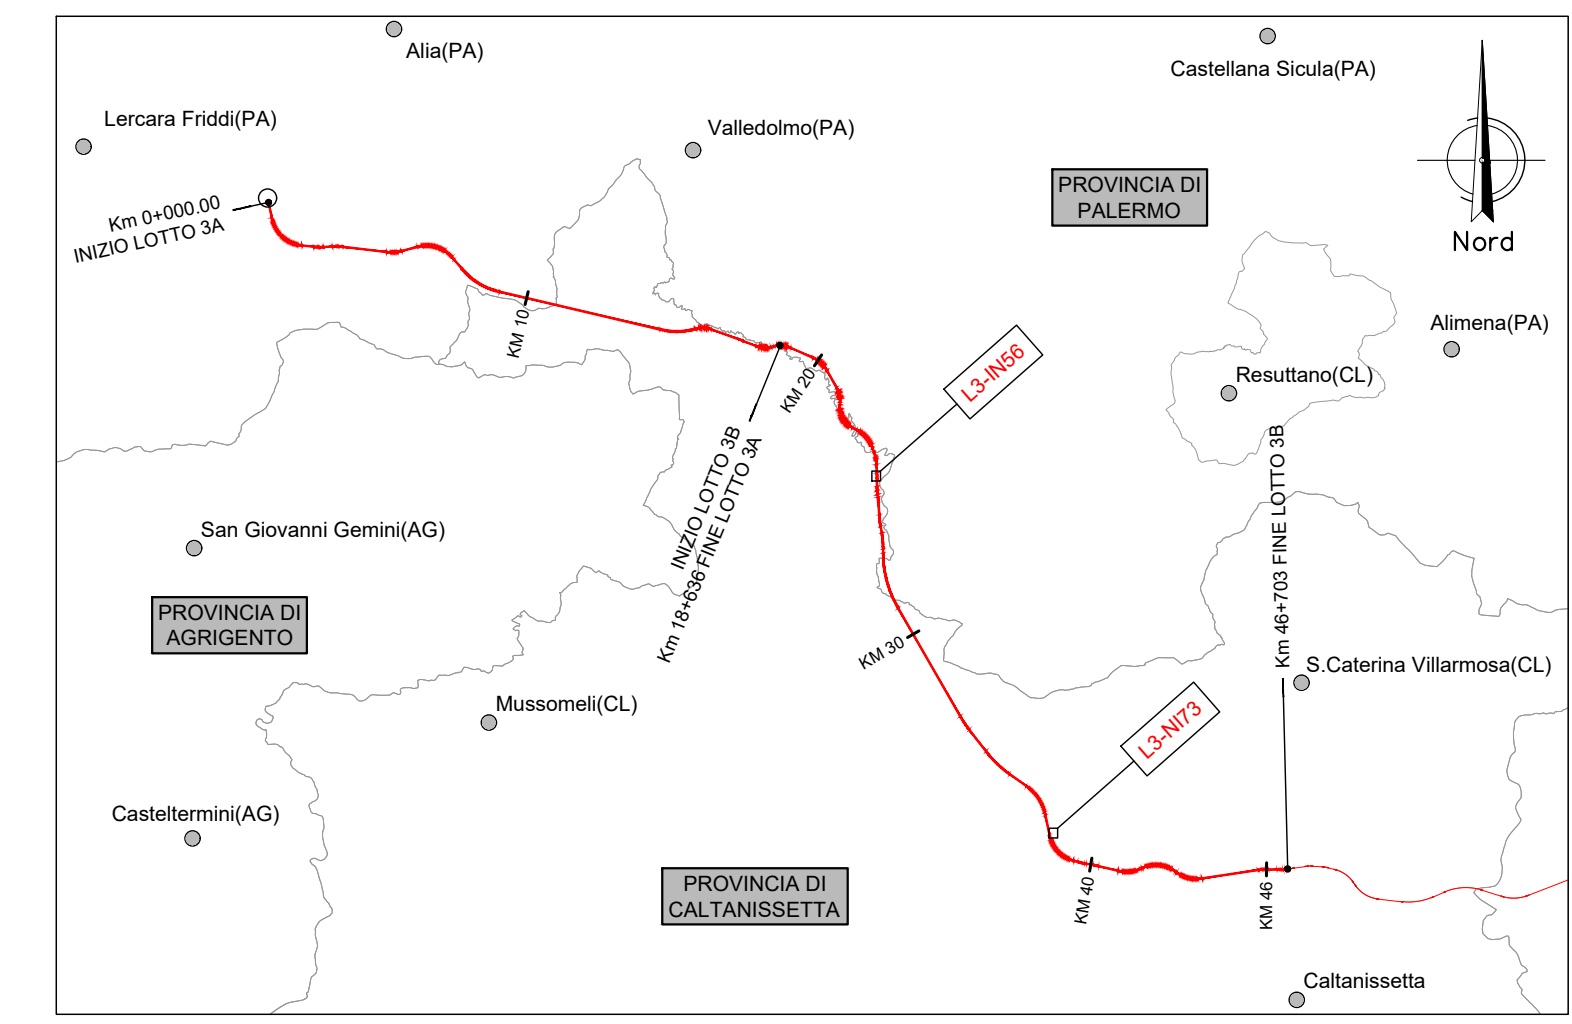 Alia(PA)
Castellana Sicula(PA)
Lercara Friddi(PA)
Valledolmo(PA)
PROVINCIA DI
PALERMO
Km 0+000.00
INIZIO LOTTO 3A
Nord
KM 10
Alimena(PA)
L3-IN56
KM 20
Resuttano(CL)
INIZIO LOTTO 3B
Km 18+636 FINE LOTTO 3A
Km 46+703 FINE LOTTO 3B
San Giovanni Gemini(AG)
PROVINCIA DI
AGRIGENTO
KM 30
S.Caterina Villarmosa(CL)
Mussomeli(CL)
L3-NI73
Casteltermini(AG)
PROVINCIA DI
CALTANISSETTA
KM 40
KM 46
Caltanissetta